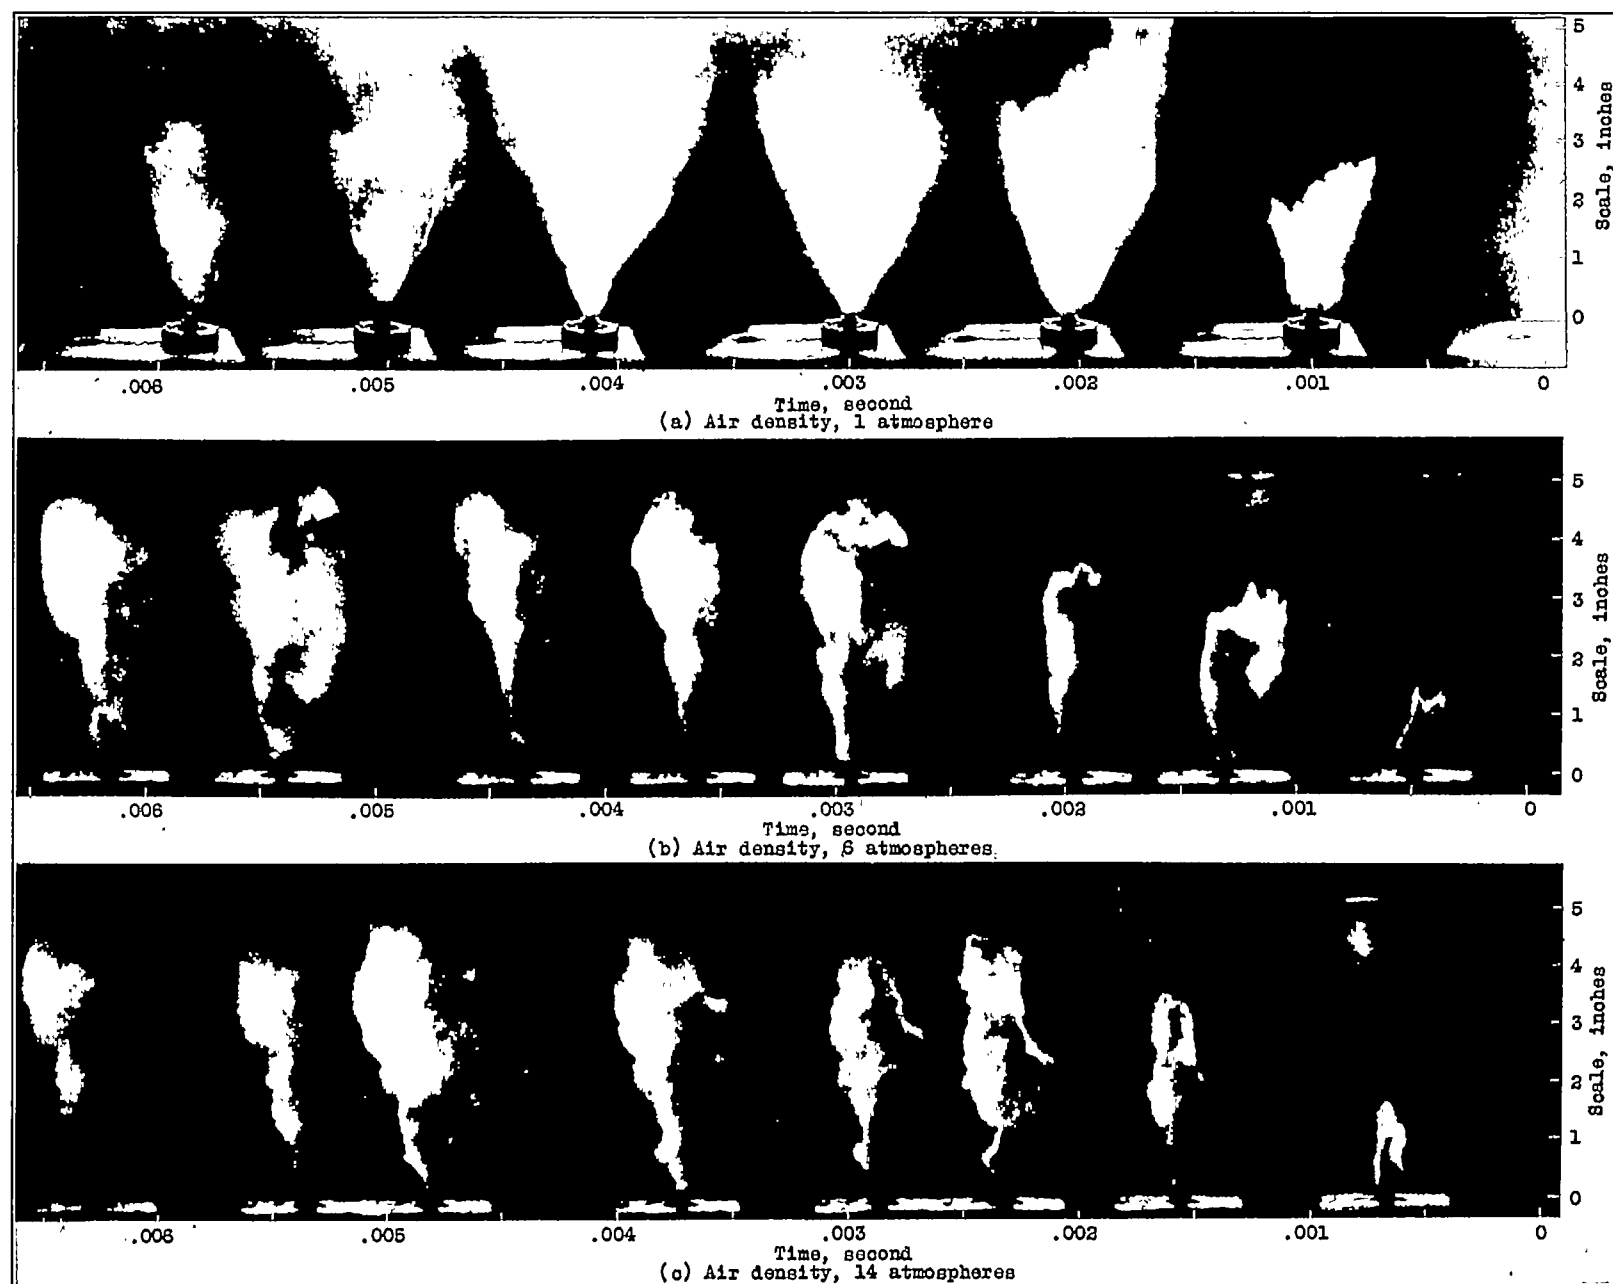 5
4
3
2
1
0
Scale, inches
.006 .005 .004 .003 .002 .001 0
Time, second
(a) Air density, 1 atmosphere
5
4
3
2
1
0
Scale, inches
.006 .005 .004 .003 .002 .001 0
Time, second
(b) Air density, 6 atmospheres
5
4
3
2
1
0
Scale, inches
.006 .005 .004 .003 .002 .001 0
Time, second
(c) Air density, 14 atmospheres